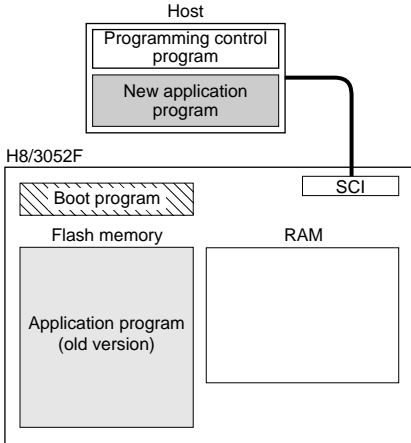 Host
Programming control
program
New application
program
H8/3052F
SCI
Boot program
Flash memory
RAM
Application program
(old version)